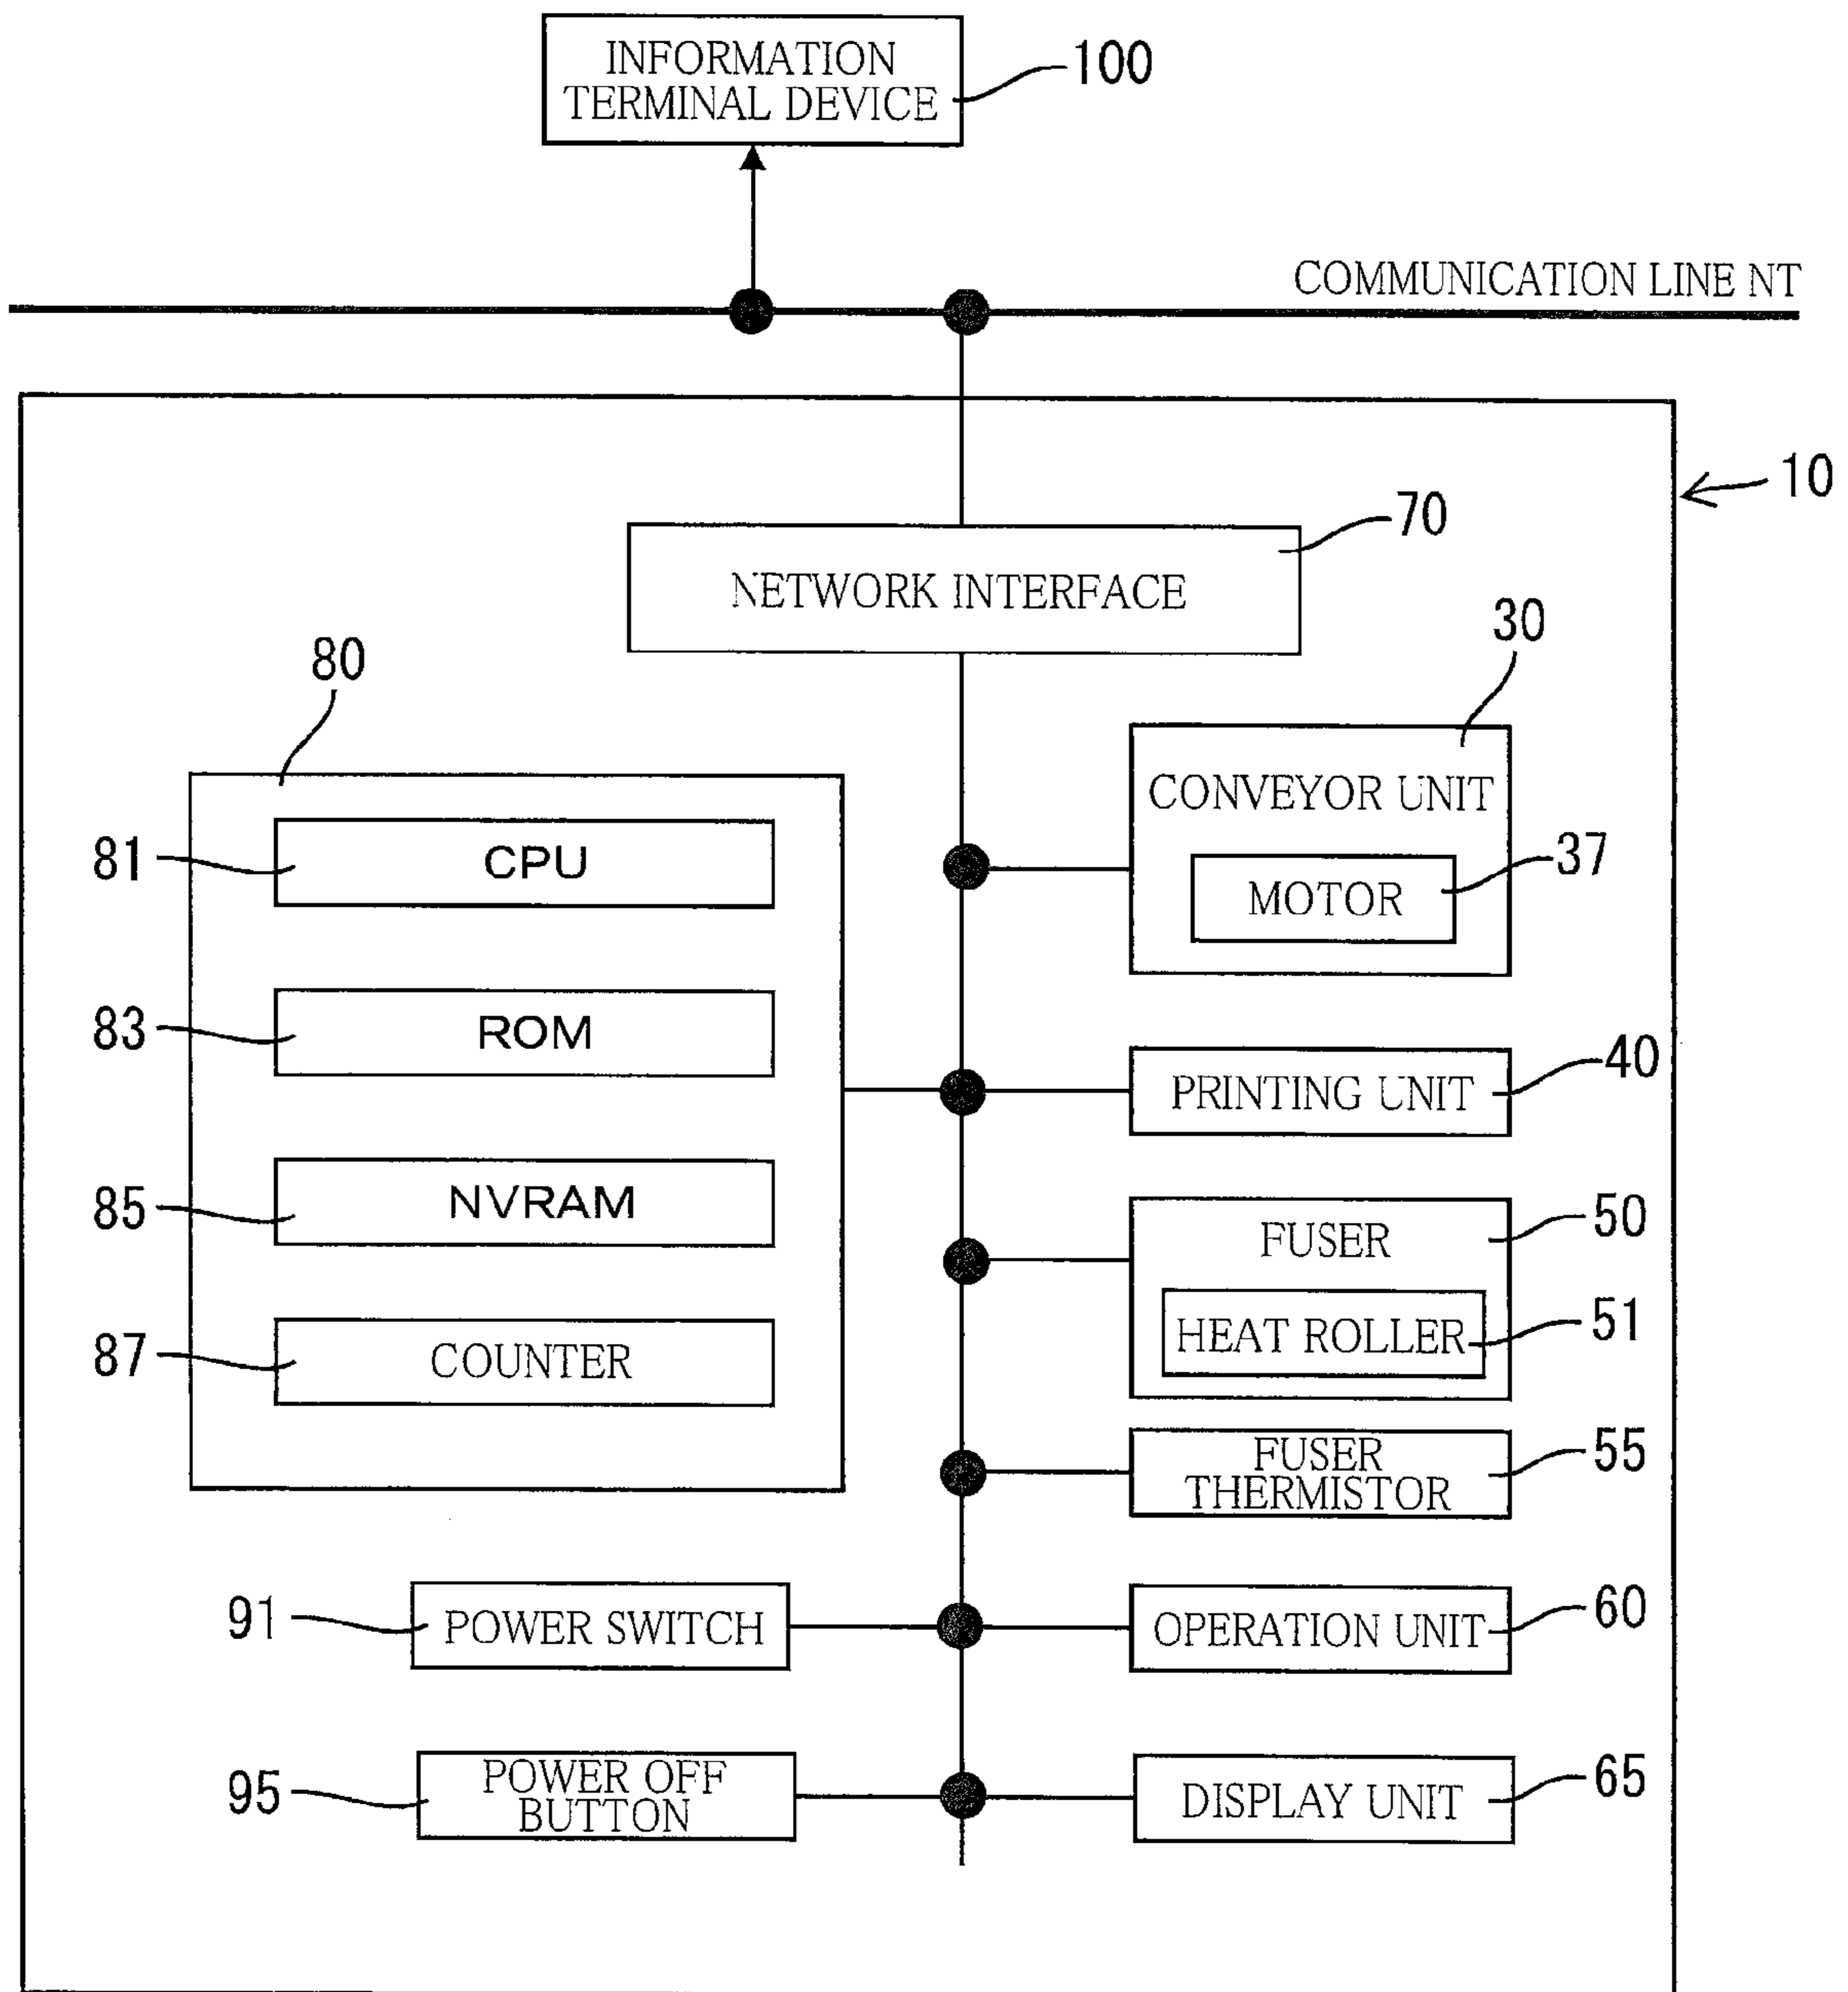 INFORMATION
TERMINAL DEVICE
100
COMMUNICATION LINE NT
10
70
NETWORK INTERFACE
30
80
CONVEYOR UNIT
81
CPU
37
MOTOR
83
ROM
40
PRINTING UNIT
85
NVRAM
50
FUSER
51
HEAT ROLLER
87
COUNTER
55
FUSER
THERMISTOR
91
POWER SWITCH
60
OPERATION UNIT
95
POWER OFF
BUTTON
65
DISPLAY UNIT